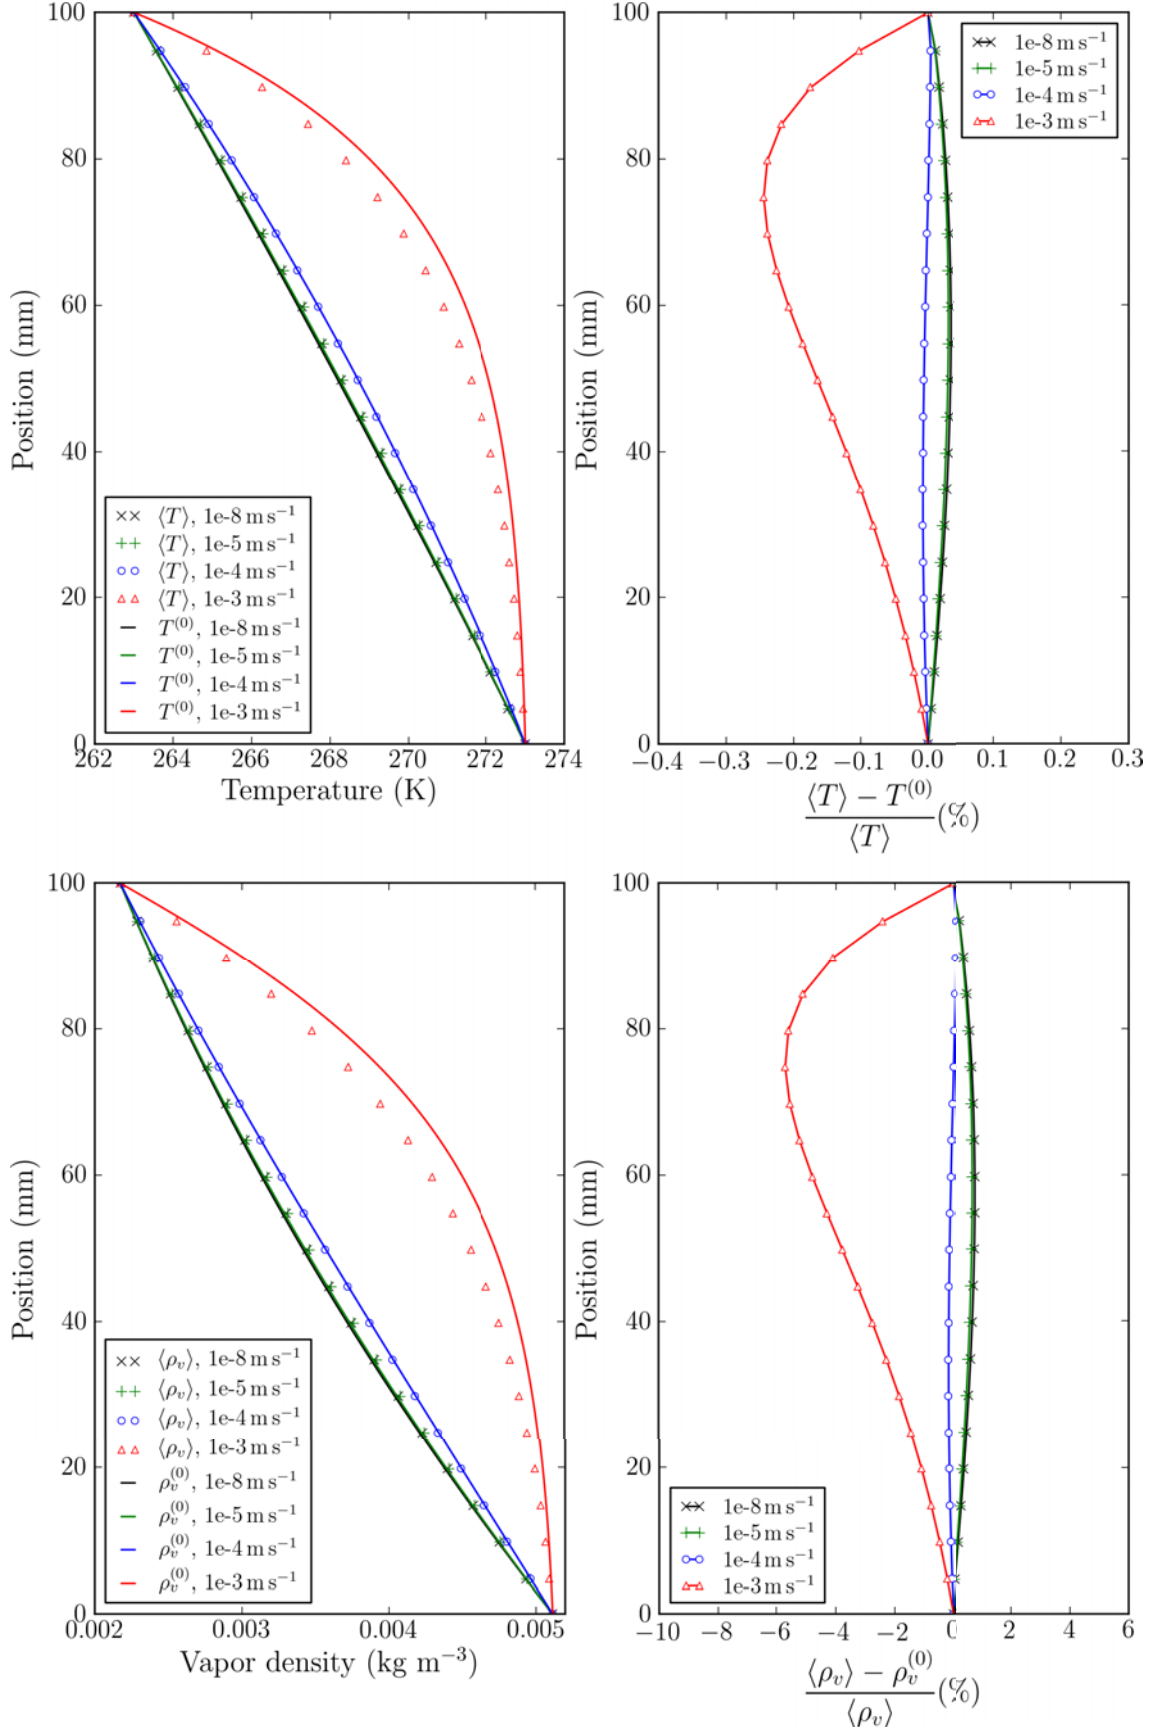 100
80
60
40
20
0
Position (mm)
⟨T⟩, 1e-8 m s⁻¹
⟨T⟩, 1e-5 m s⁻¹
⟨T⟩, 1e-4 m s⁻¹
⟨T⟩, 1e-3 m s⁻¹
T⁽⁰⁾, 1e-8 m s⁻¹
T⁽⁰⁾, 1e-5 m s⁻¹
T⁽⁰⁾, 1e-4 m s⁻¹
T⁽⁰⁾, 1e-3 m s⁻¹
262 264 266 268 270 272 274
Temperature (K)
100
80
60
40
20
0
Position (mm)
1e-8 m s⁻¹
1e-5 m s⁻¹
1e-4 m s⁻¹
1e-3 m s⁻¹
−0.4 −0.3 −0.2 −0.1 0.0 0.1 0.2 0.3
⟨T⟩ − T⁽⁰⁾
⟨T⟩
(%)
100
80
60
40
20
0
Position (mm)
⟨ρᵥ⟩, 1e-8 m s⁻¹
⟨ρᵥ⟩, 1e-5 m s⁻¹
⟨ρᵥ⟩, 1e-4 m s⁻¹
⟨ρᵥ⟩, 1e-3 m s⁻¹
ρᵥ⁽⁰⁾, 1e-8 m s⁻¹
ρᵥ⁽⁰⁾, 1e-5 m s⁻¹
ρᵥ⁽⁰⁾, 1e-4 m s⁻¹
ρᵥ⁽⁰⁾, 1e-3 m s⁻¹
0.002 0.003 0.004 0.005
Vapor density (kg m⁻³)
100
80
60
40
20
0
Position (mm)
1e-8 m s⁻¹
1e-5 m s⁻¹
1e-4 m s⁻¹
1e-3 m s⁻¹
−10 −8 −6 −4 −2 0 2 4 6
⟨ρᵥ⟩ − ρᵥ⁽⁰⁾
⟨ρᵥ⟩
(%)